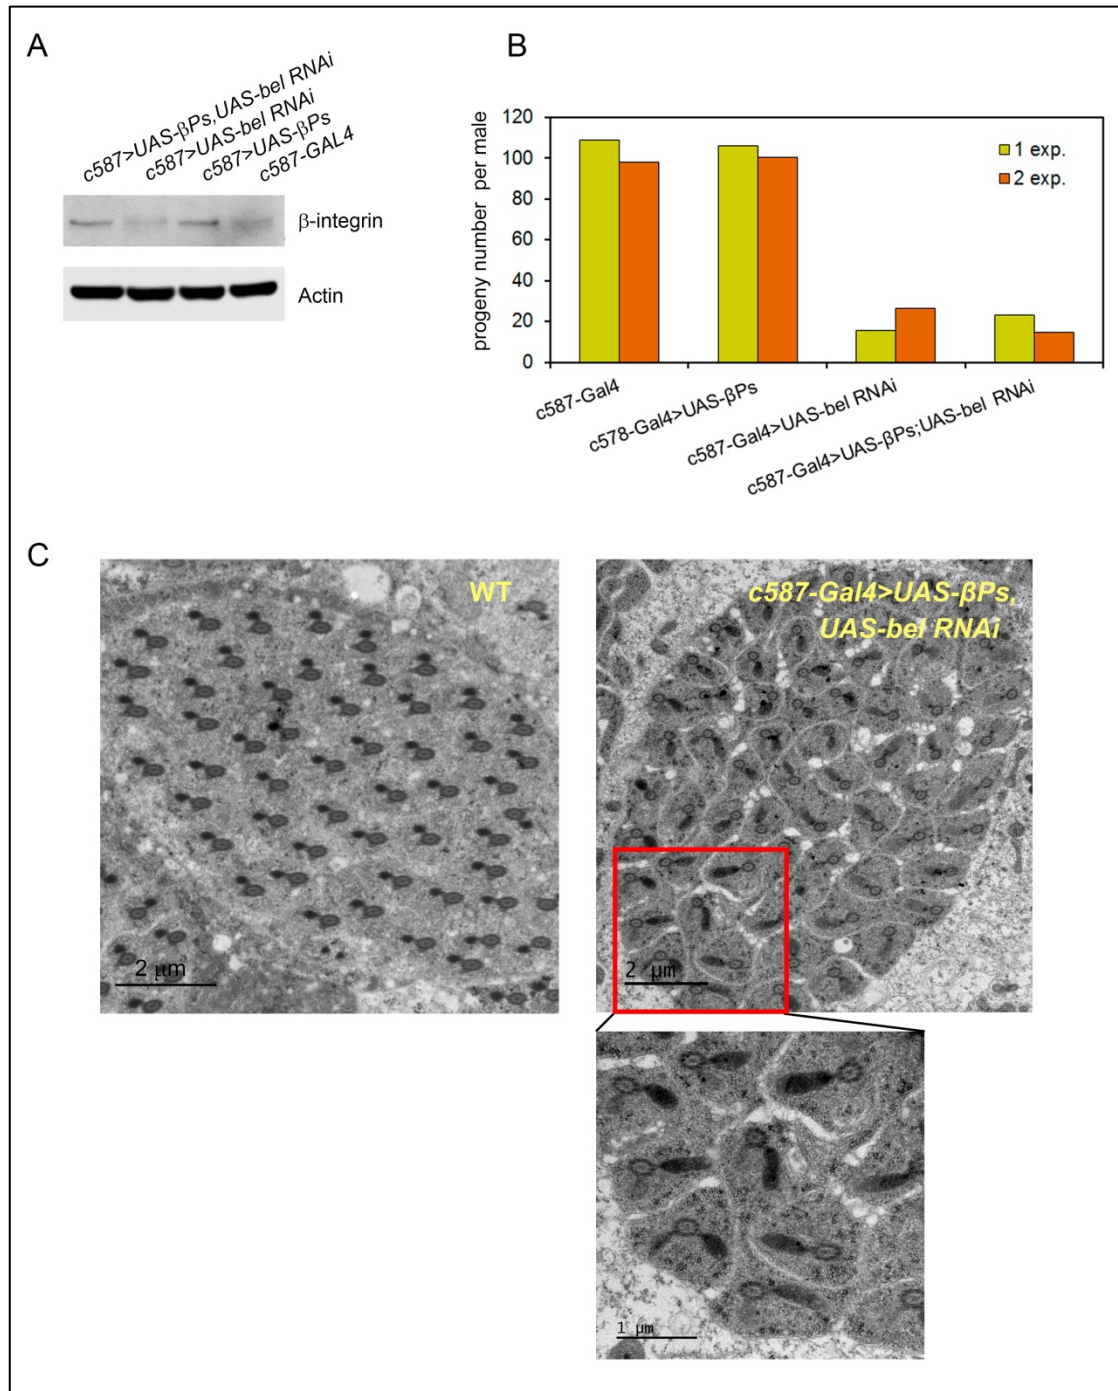 A
c587>UAS-βPs,UAS-bel RNAi
c587>UAS-bel RNAi
c587>UAS-βPs
c587-GAL4
β-integrin
Actin
B
progeny number per male
120
100
80
60
40
20
0
1 exp.
2 exp.
c587-Gal4
c578-Gal4>UAS-βPs
c587-Gal4>UAS-bel RNAi
c587-Gal4>UAS-βPs;UAS-bel RNAi
C
WT
2 μm
c587-Gal4>UAS-βPs,
UAS-bel RNAi
2 μm
1 μm